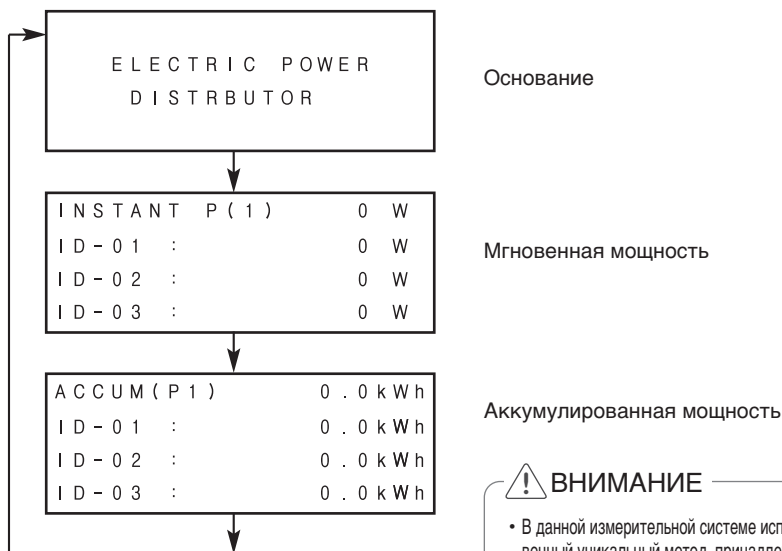 ELECTRIC POWER
DISTRBUTOR
Основание
INSTANT P(1) 0 W
ID-01 : 0 W
ID-02 : 0 W
ID-03 : 0 W
Мгновенная мощность
ACCUM(P1) 0.0kWh
ID-01 : 0.0kWh
ID-02 : 0.0kWh
ID-03 : 0.0kWh
Аккумулированная мощность
ВНИМАНИЕ
• В данной измерительной системе
уникальный метод